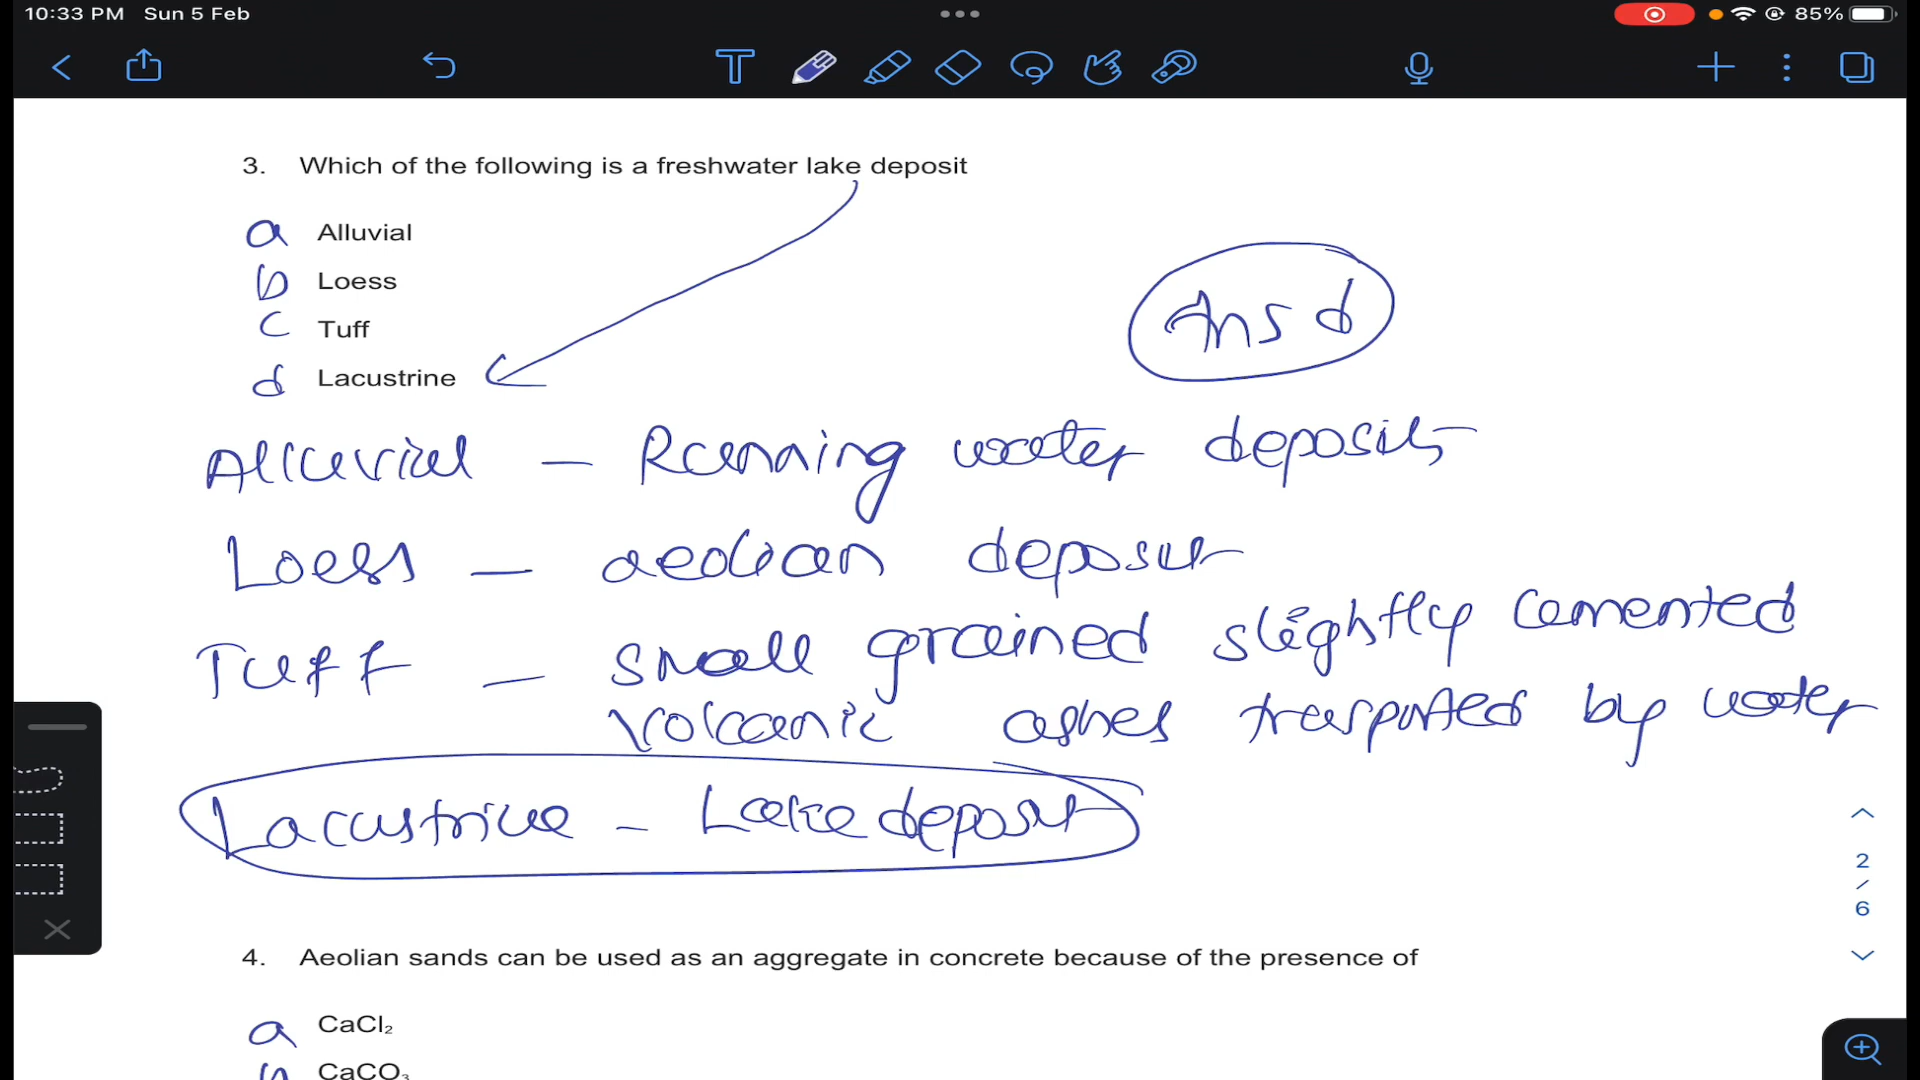 10:33 PM Sun 5 Feb
85%
3. Which of the following is a freshwater lake deposit
a Alluvial
b Loess
c Tuff
d Lacustrine
Ans d
Alluvial – Running water deposits
Loess – aeolian deposit
Tuff – small grained slightly cemented
volcanic ashes trasported by water
Lacustrine – Lake deposit
2
/
6
4. Aeolian sands can be used as an aggregate in concrete because of the presence of
a CaCl₂
b CaCO₃